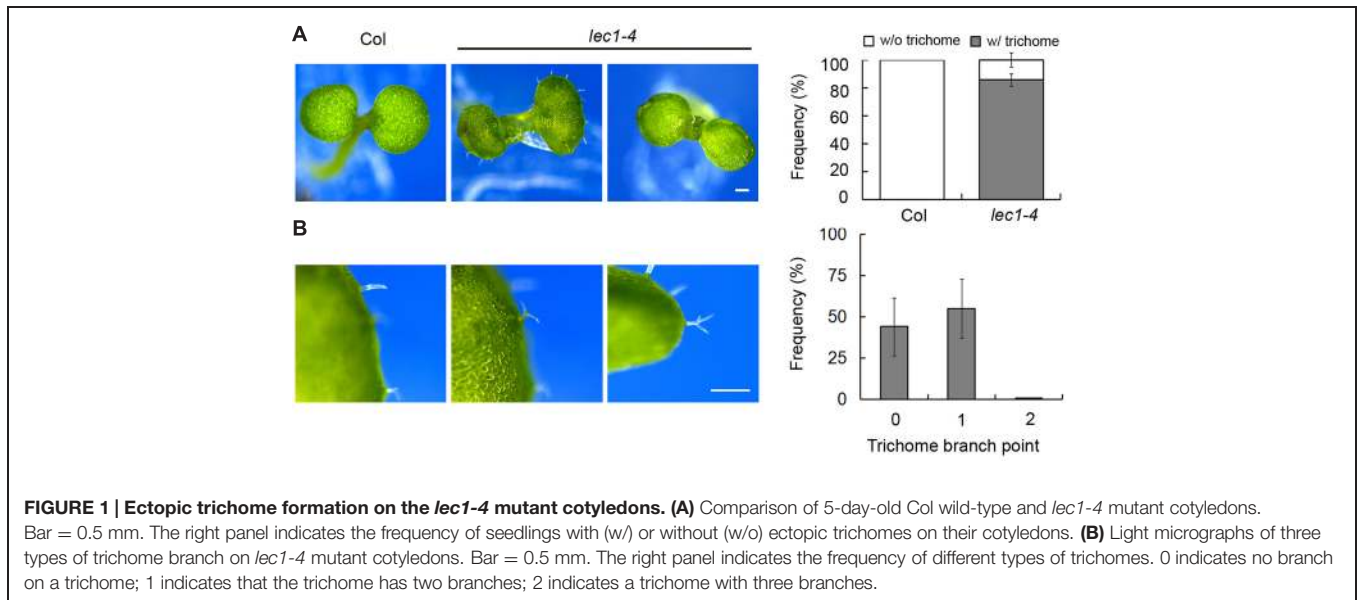 A
Col
lec1-4
w/o trichome w/ trichome
100
80
60
40
20
0
Frequency (%)
Col
lec1-4
B
100
75
50
25
0
Frequency (%)
0 1 2
Trichome branch point
FIGURE 1 | Ectopic trichome formation on the lec1-4 mutant cotyledons. (A) Comparison of 5-day-old Col wild-type and lec1-4 mutant cotyledons.
Bar = 0.5 mm. The right panel indicates the frequency of seedlings with (w/) or without (w/o) ectopic trichomes on their cotyledons. (B) Light micrographs of three
types of trichome branch on lec1-4 mutant cotyledons. Bar = 0.5 mm. The right panel indicates the frequency of different types of trichomes. 0 indicates no branch
on a trichome; 1 indicates that the trichome has two branches; 2 indicates a trichome with three branches.